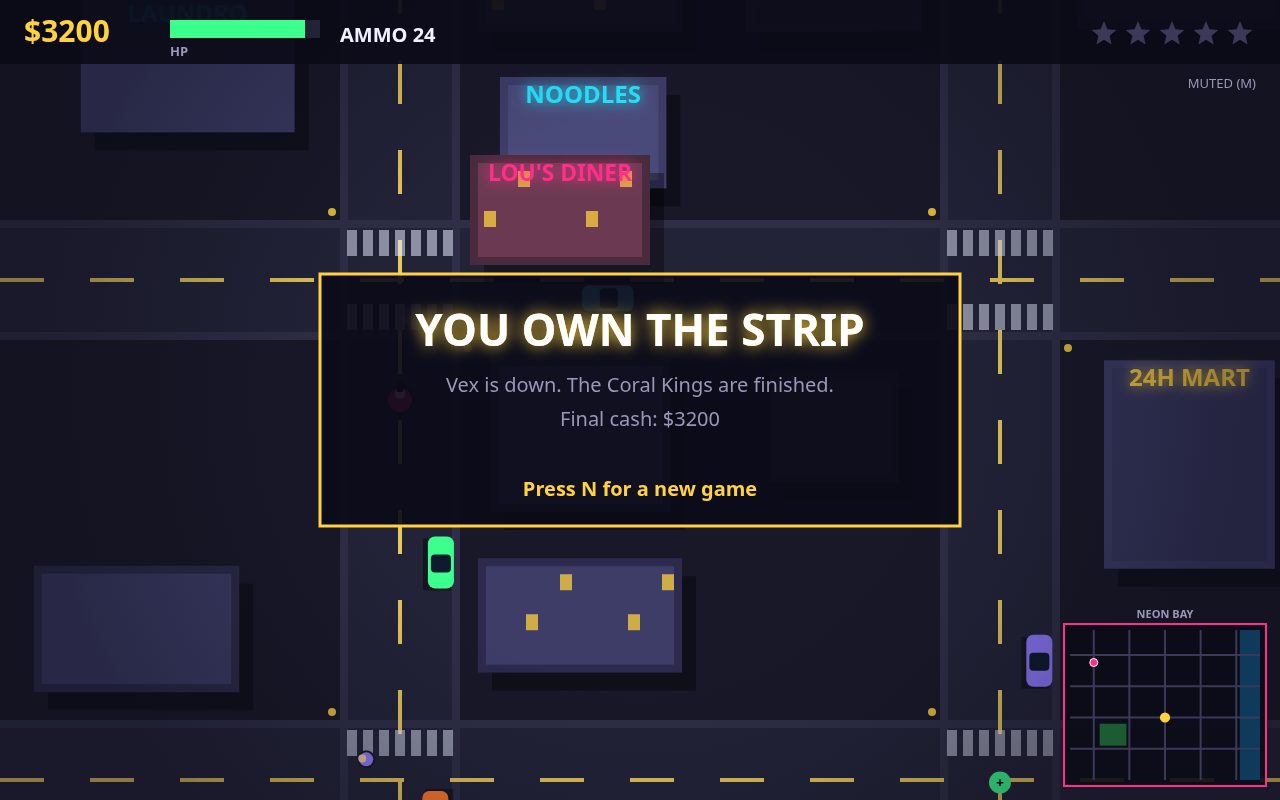 LAUNDRO
$3200
HP
AMMO 24
MUTED (M)
NOODLES
LOU'S DINER
YOU OWN THE STRIP
Vex is down. The Coral Kings are finished.
Final cash: $3200
Press N for a new game
24H MART
NEON BAY